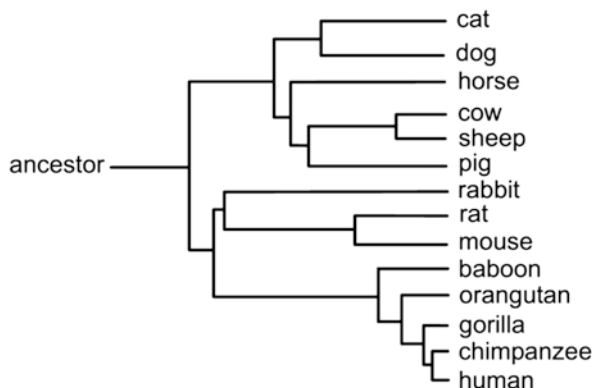 cat
dog
horse
cow
sheep
ancestor
pig
rabbit
rat
mouse
baboon
orangutan
gorilla
chimpanzee
human